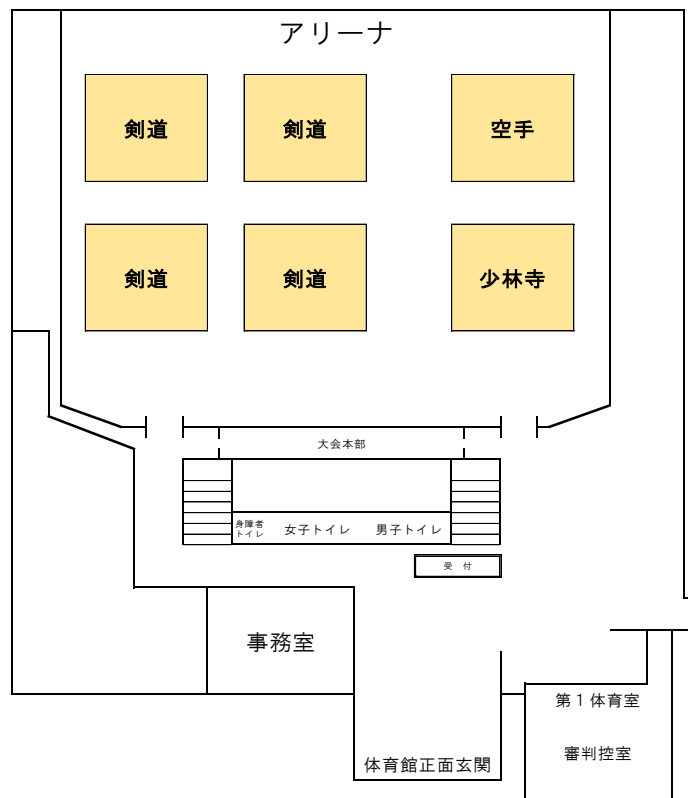 アリーナ
剣道
剣道
空手
剣道
剣道
少林寺
大会本部
身障者
トイレ
女子トイレ
男子トイレ
受 付
事務室
第１体育室
審判控室
体育館正面玄関